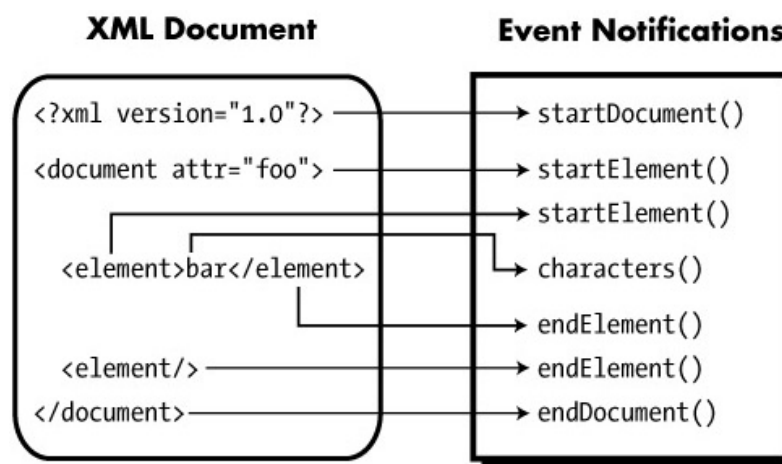 XML Document
Event Notifications
<?xml version="1.0"?>
startDocument()
<document attr="foo">
startElement()
startElement()
<element>bar</element>
characters()
endElement()
<element/>
endElement()
</document>
endDocument()